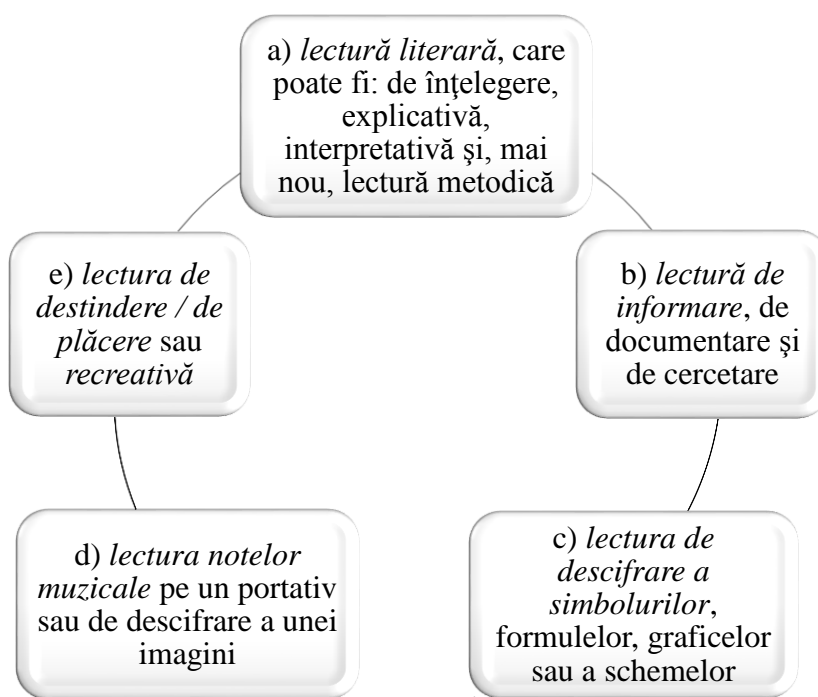 a) lectură literară, care
poate fi: de înţelegere,
explicativă,
interpretativă şi, mai
nou, lectură metodică
b) lectură de
informare, de
documentare şi
de cercetare
c) lectura de
descifrare a
simbolurilor,
formulelor, graficelor
sau a schemelor
d) lectura notelor
muzicale pe un portativ
sau de descifrare a unei
imagini
e) lectura de
destindere / de
plăcere sau
recreativă